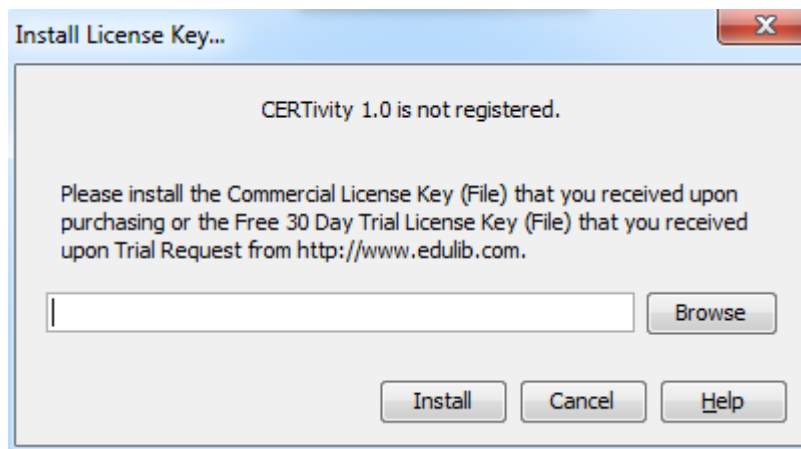 Install License Key...
CERTivity 1.0 is not registered.
Please install the Commercial License Key (File) that you received upon
purchasing or the Free 30 Day Trial License Key (File) that you received
upon Trial Request from http://www.edulib.com.
Browse
Install Cancel Help